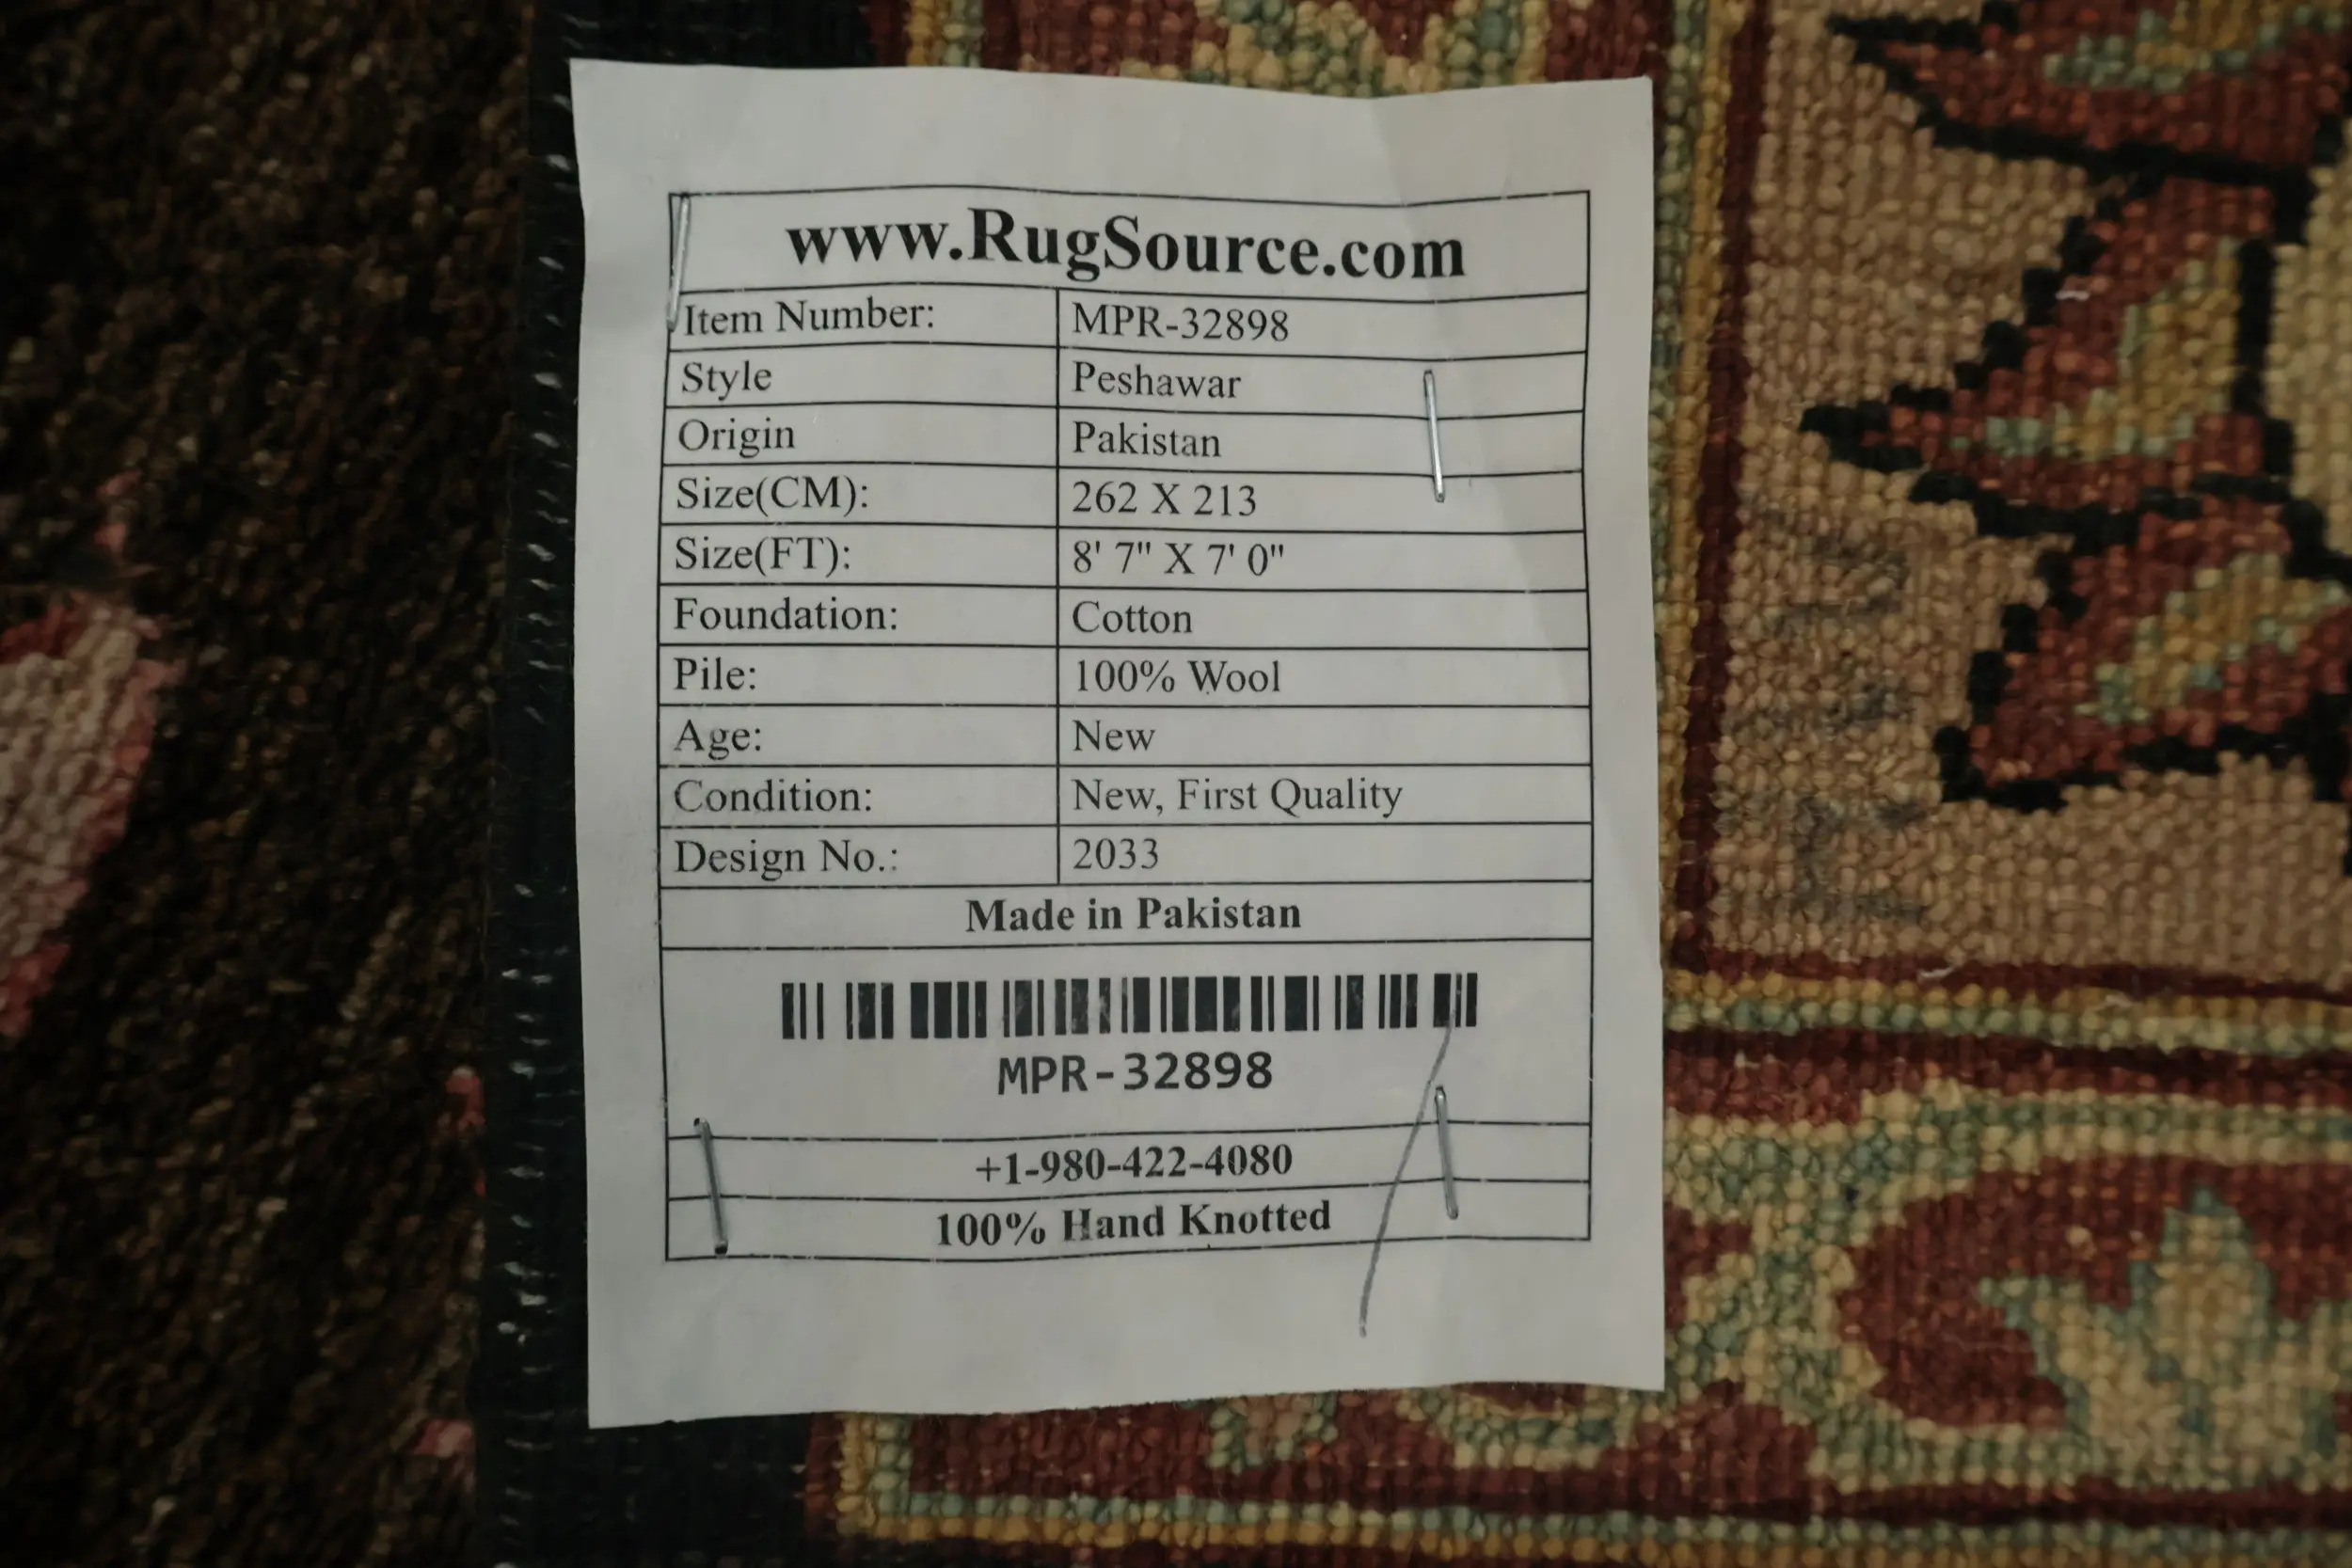 www.RugSource.com
Item Number: MPR-32898
Style Peshawar
Origin Pakistan
Size(CM): 262 X 213
Size(FT): 8' 7" X 7' 0"
Foundation: Cotton
Pile: 100% Wool
Age: New
Condition: New, First Quality
Design No.: 2033
Made in Pakistan
MPR-32898
+1-980-422-4080
100% Hand Knotted